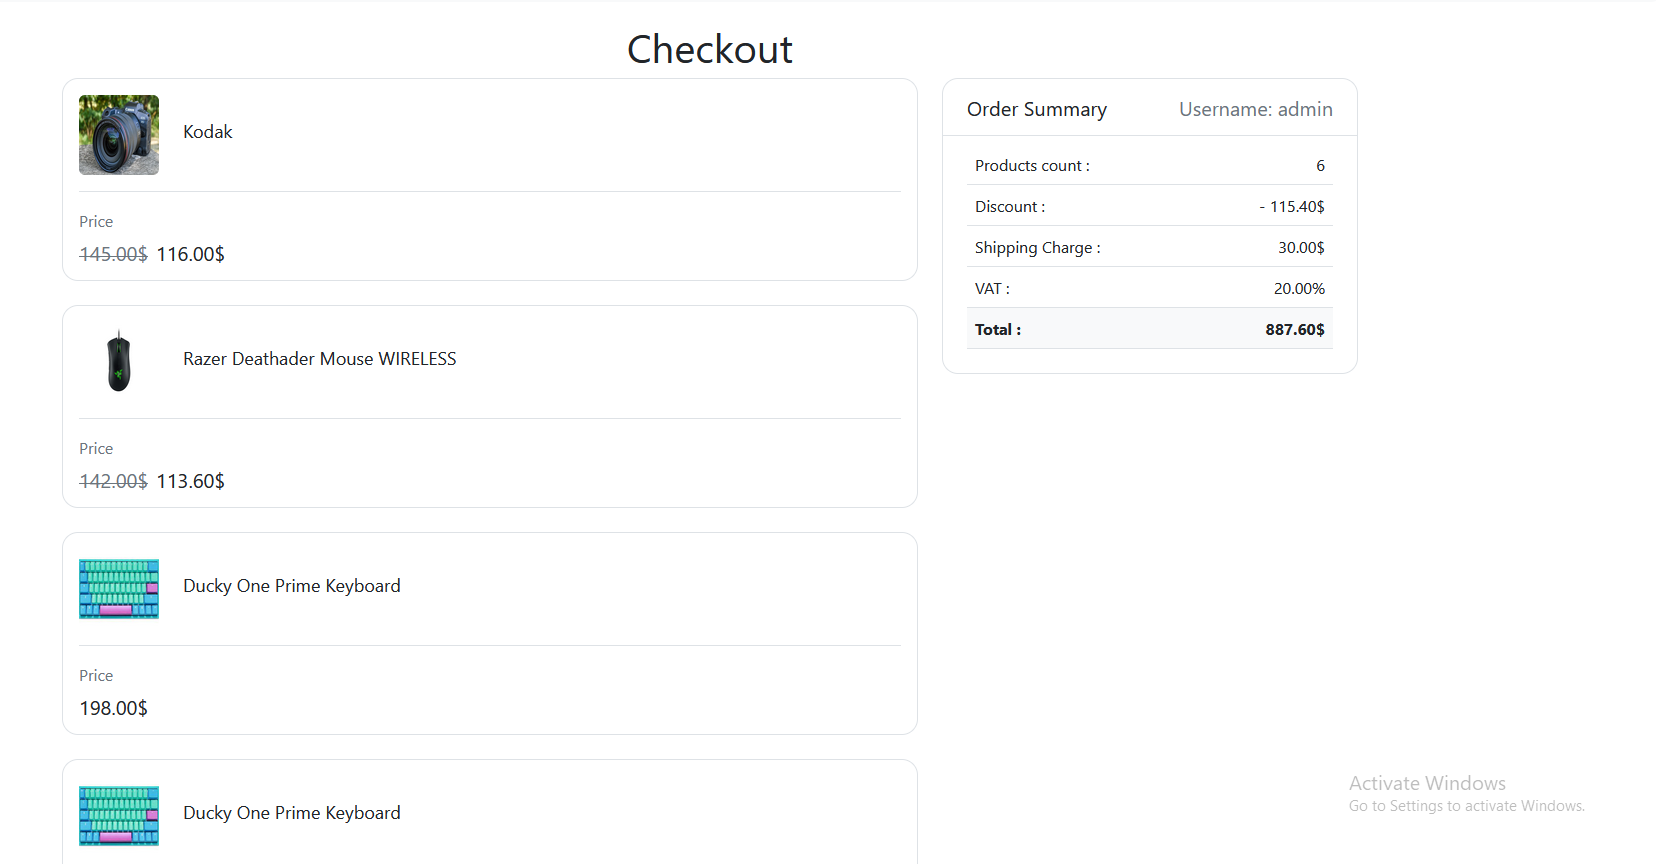 Checkout
Kodak
Price
145.00$ 116.00$
Razer Deathader Mouse WIRELESS
Price
142.00$ 113.60$
Ducky One Prime Keyboard
Price
198.00$
Ducky One Prime Keyboard
Order Summary Username: admin
Products count : 6
Discount : - 115.40$
Shipping Charge : 30.00$
VAT : 20.00%
Total : 887.60$
Activate Windows
Go to Settings to activate Windows.